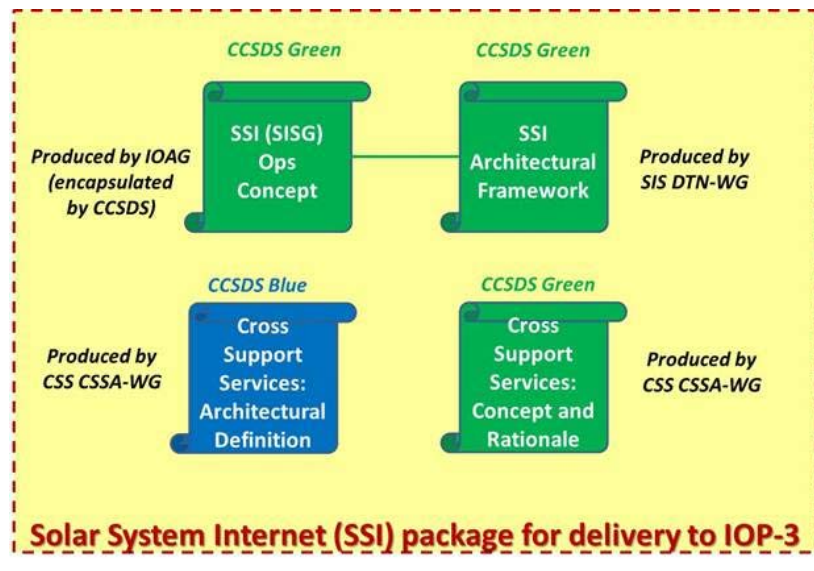 CCSDS Green
CCSDS Green
SSI (SISG)
Ops
Concept
SSI
Architectural
Framework
Produced by IOAG
(encapsulated
by CCSDS)
Produced by
SIS DTN-WG
CCSDS Blue
CCSDS Green
Cross
Support
Services:
Architectural
Definition
Cross
Support
Services:
Concept and
Rationale
Produced by
CSS CSSA-WG
Produced by
CSS CSSA-WG
Solar System Internet (SSI) package for delivery to IOP-3